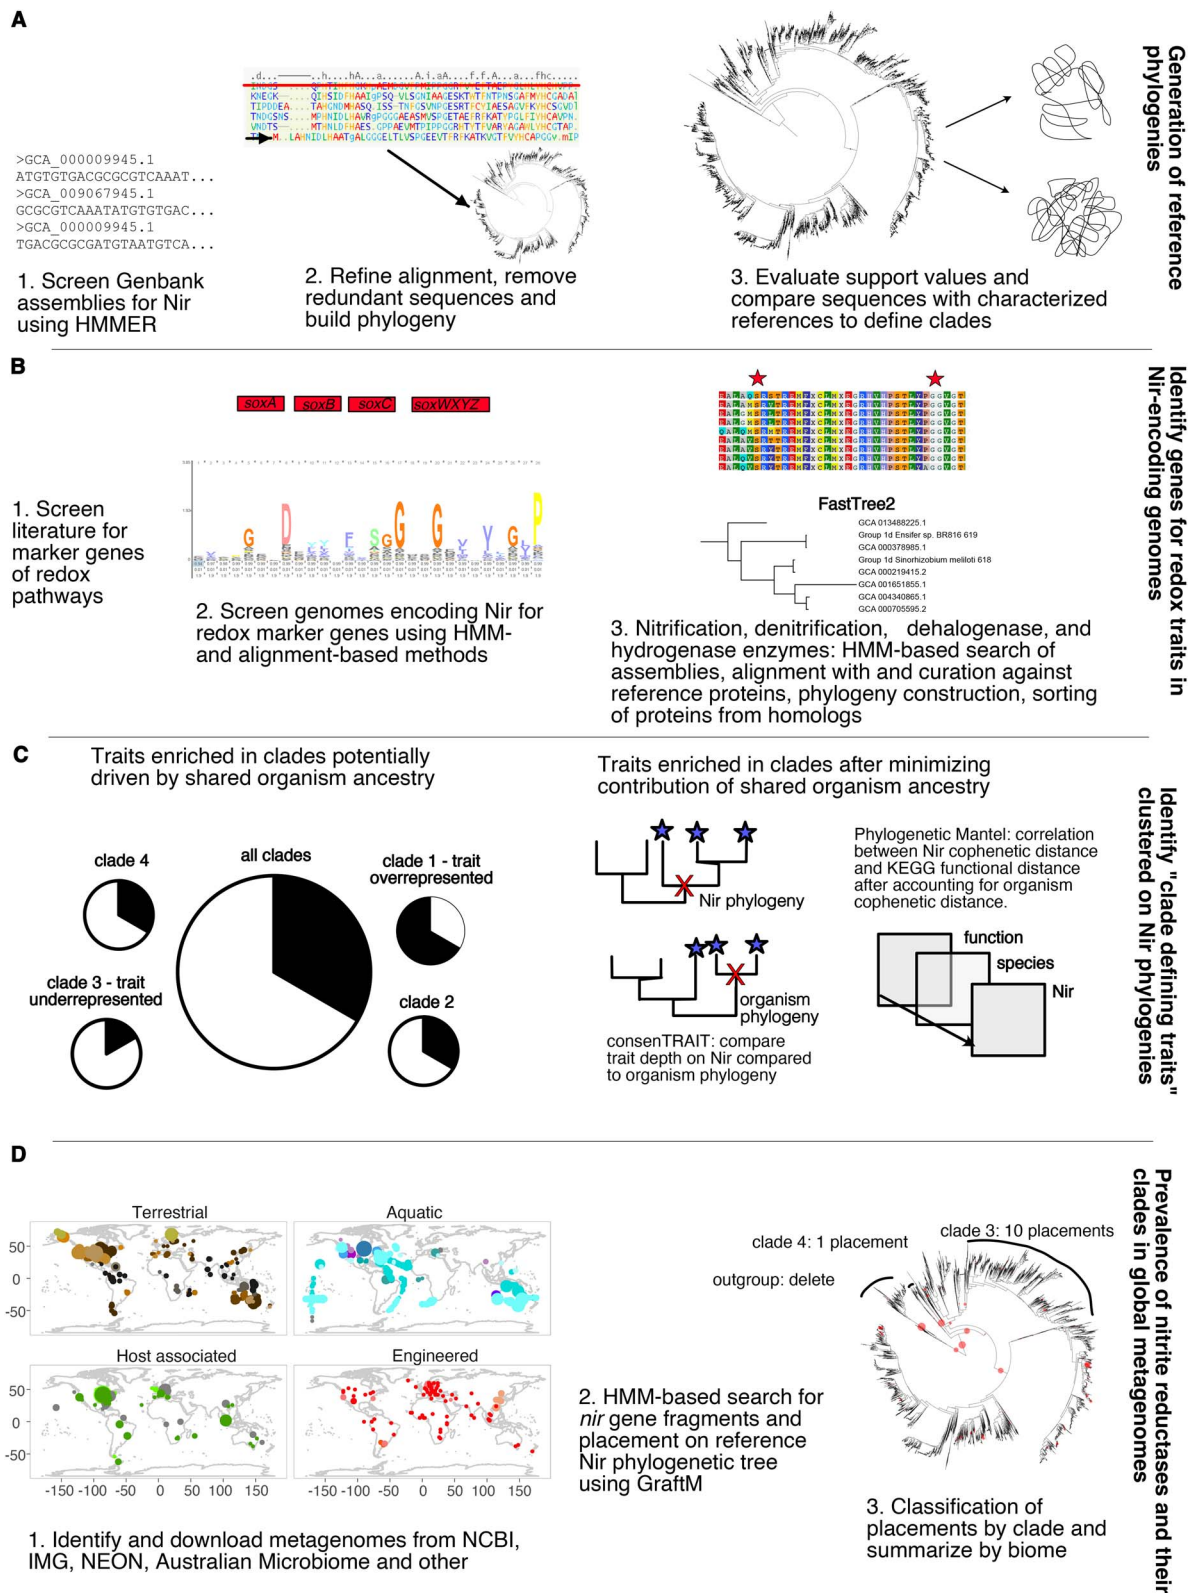 A
Generation of reference
phylogenies
>GCA_000009945.1
ATGTGTGACGCGCGTCAAAT...
>GCA_009067945.1
GCGCGTCAAATATGTGTGAC...
>GCA_000009945.1
TGACGCGCGATGTAATGTCA...
1. Screen Genbank
assemblies for Nir
using HMMER
2. Refine alignment, remove
redundant sequences and
build phylogeny
3. Evaluate support values and
compare sequences with characterized
references to define clades
B
Identify genes for redox traits in
Nir-encoding genomes
soxA soxB soxC soxWXYZ
1. Screen
literature for
marker genes
of redox
pathways
2. Screen genomes encoding Nir for
redox marker genes using HMM-
and alignment-based methods
FastTree2
GCA 013488225.1
Group 1d Ensifer sp. BR816 619
GCA 000378985.1
Group 1d Sinorhizobium meliloti 618
GCA 000219415.2
GCA 001651855.1
GCA 004340865.1
GCA 000705595.2
3. Nitrification, denitrification, dehalogenase, and
hydrogenase enzymes: HMM-based search of
assemblies, alignment with and curation against
reference proteins, phylogeny construction, sorting
of proteins from homologs
C
Identify "clade defining traits"
clustered on Nir phylogenies
Traits enriched in clades potentially
driven by shared organism ancestry
clade 4
all clades
clade 1 - trait
overrepresented
clade 3 - trait
underrepresented
clade 2
Traits enriched in clades after minimizing
contribution of shared organism ancestry
Nir phylogeny
organism
phylogeny
consenTRAIT: compare
trait depth on Nir compared
to organism phylogeny
Phylogenetic Mantel: correlation
between Nir cophenetic distance
and KEGG functional distance
after accounting for organism
cophenetic distance.
function
species
Nir
D
Prevalence of nitrite reductases and their
clades in global metagenomes
Terrestrial
Aquatic
50
0
-50
Host associated
Engineered
50
0
-50
-150 -100 -50 0 50 100 150
-150 -100 -50 0 50 100 150
1. Identify and download metagenomes from NCBI,
IMG, NEON, Australian Microbiome and other
2. HMM-based search for
nir gene fragments and
placement on reference
Nir phylogenetic tree
using GraftM
clade 3: 10 placements
clade 4: 1 placement
outgroup: delete
3. Classification of
placements by clade and
summarize by biome